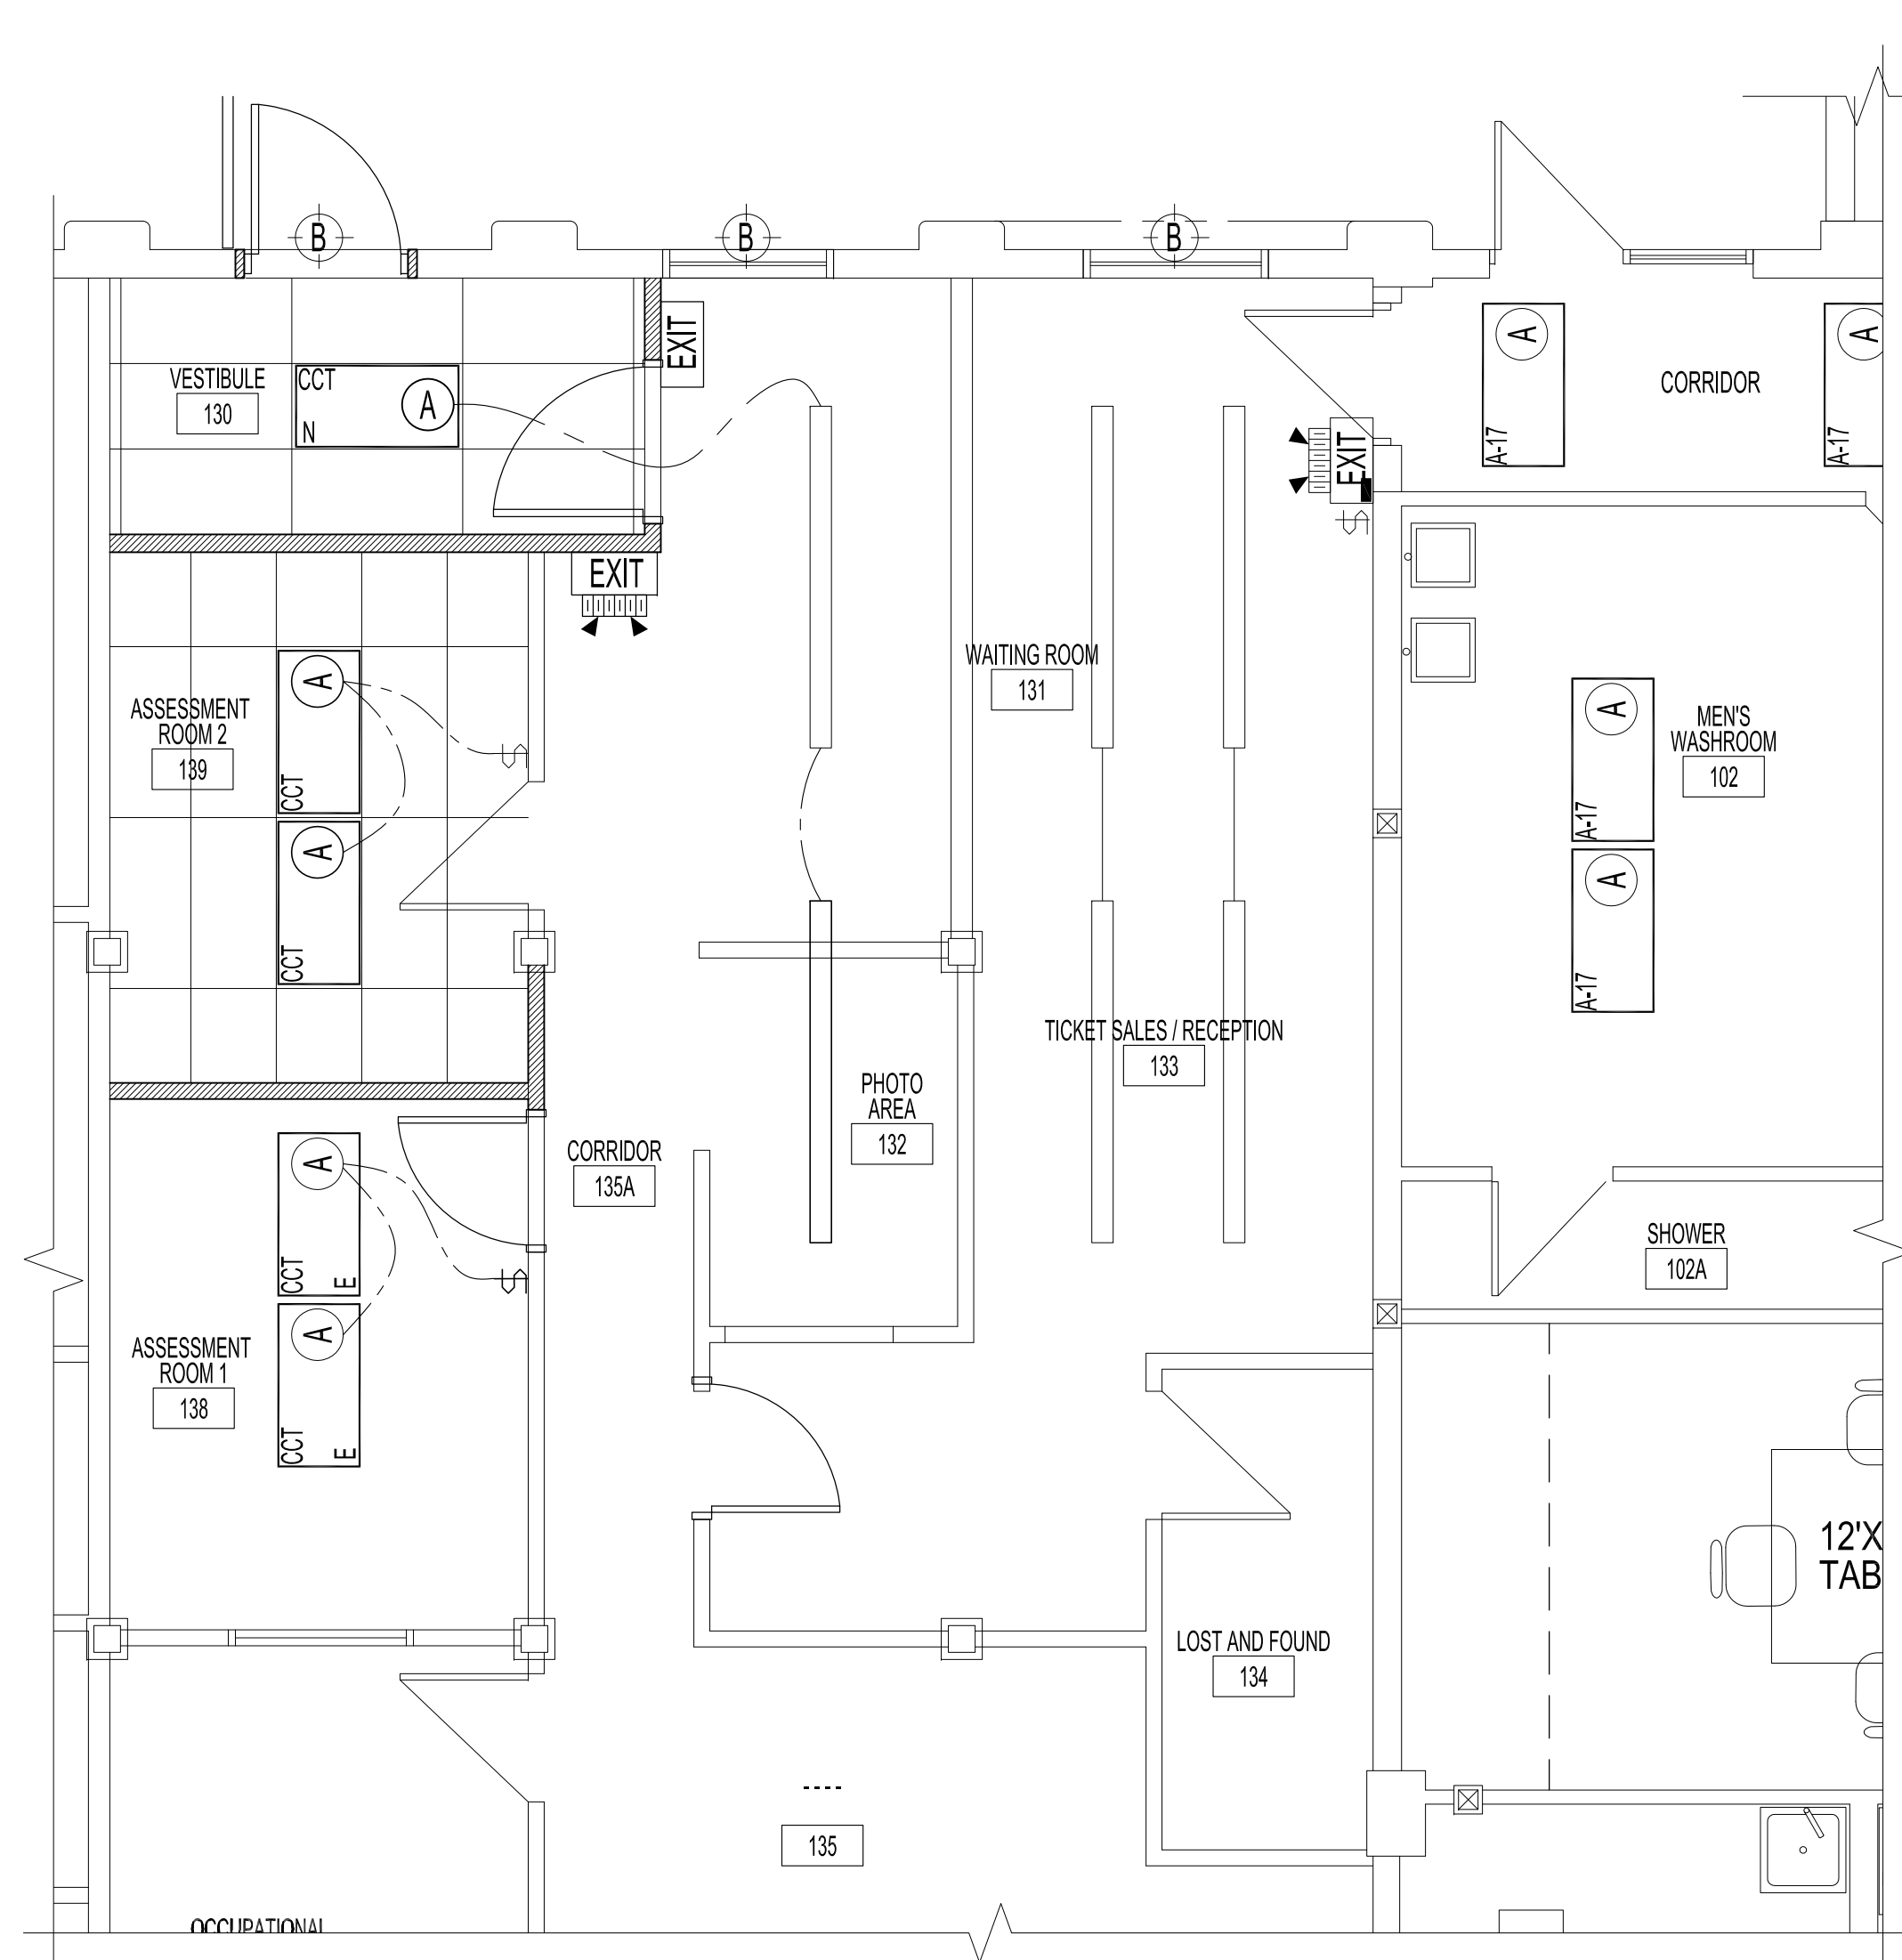 B
B
B
EXIT
VESTIBULE
130
CCT
A
N
A
A-17
CORRIDOR
A
A-17
EXIT
EXIT
ASSESSMENT
ROOM 2
139
A
CCT
A
CCT
WAITING ROOM
131
A
A-17
A
A-17
MEN'S
WASHROOM
102
TICKET SALES / RECEPTION
133
PHOTO
AREA
132
CORRIDOR
135A
A
CCT
E
A
CCT
E
ASSESSMENT
ROOM 1
138
SHOWER
102A
12'X
TAB
LOST AND FOUND
134
135
OCCUPATIONAL